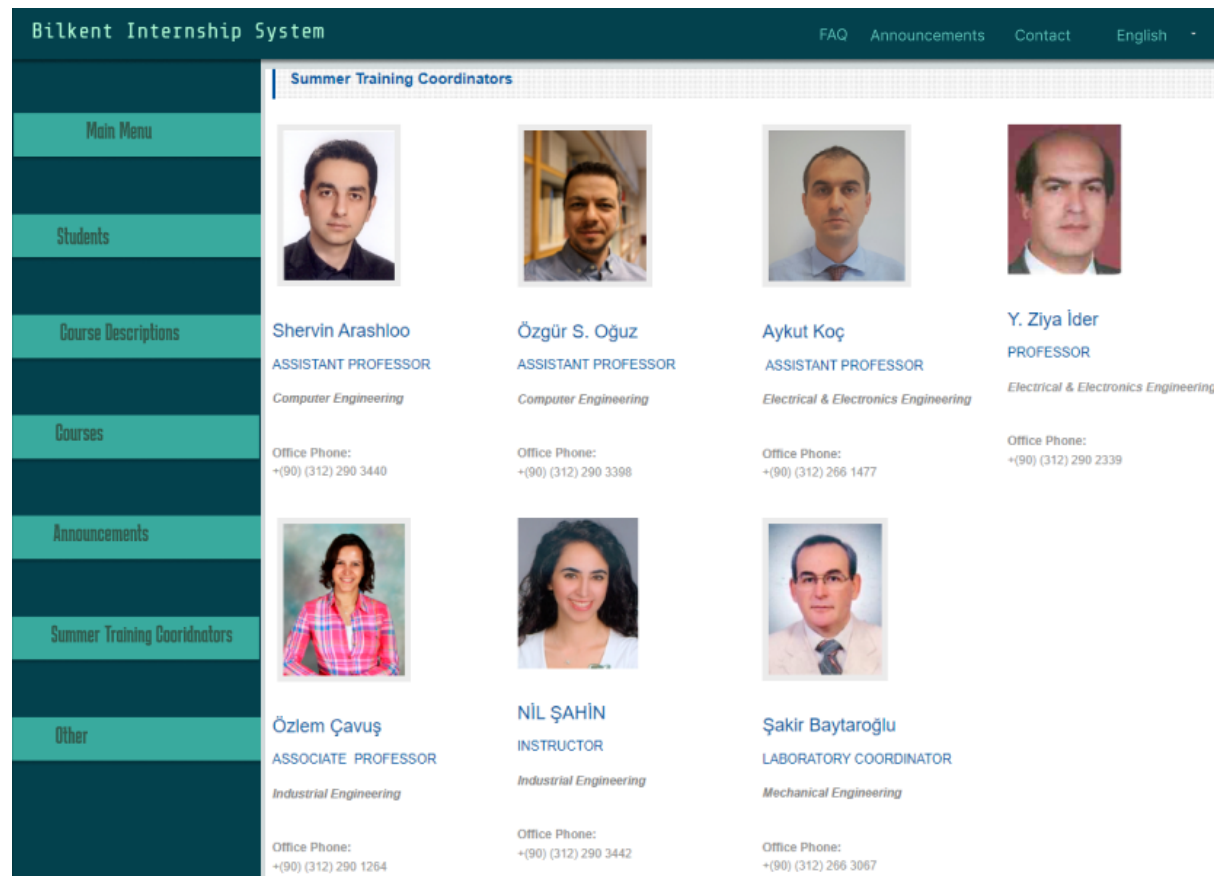 Bilkent Internship System
FAQ Announcements Contact English
Main Menu
Students
Course Descriptions
Courses
Announcements
Summer Training Cooridnators
Other
Summer Training Coordinators
Shervin Arashloo
ASSISTANT PROFESSOR
Computer Engineering
Office Phone:
+(90) (312) 290 3440
Özgür S. Oğuz
ASSISTANT PROFESSOR
Computer Engineering
Office Phone:
+(90) (312) 290 3398
Aykut Koç
ASSISTANT PROFESSOR
Electrical & Electronics Engineering
Office Phone:
+(90) (312) 266 1477
Y. Ziya İder
PROFESSOR
Electrical & Electronics Engineering
Office Phone:
+(90) (312) 290 2339
Özlem Çavuş
ASSOCIATE PROFESSOR
Industrial Engineering
Office Phone:
+(90) (312) 290 1264
NİL ŞAHİN
INSTRUCTOR
Industrial Engineering
Office Phone:
+(90) (312) 290 3442
Şakir Baytaroğlu
LABORATORY COORDINATOR
Mechanical Engineering
Office Phone:
+(90) (312) 266 3067